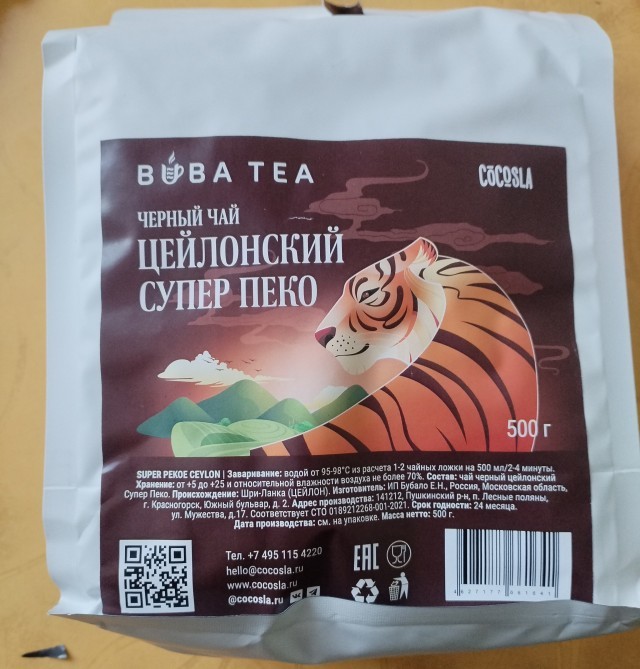 BUBA TEA
CŌCOSLA
ЧЕРНЫЙ ЧАЙ
ЦЕЙЛОНСКИЙ
СУПЕР ПЕКО
500 г
SUPER PEKOE CEYLON | Заваривание: водой от 95-98°С из расчета 1-2 чайных ложки на 500 мл/2-4 минуты.
Хранение: от +5 до +25 и относительной влажности воздуха не более 70%. Состав: чай черный цейлонский
Супер Пеко. Происхождение: Шри-Ланка (ЦЕЙЛОН). Изготовитель: ИП Бубало Е.Н., Россия, Московская область,
г. Красногорск, Южный бульвар, д. 2. Адрес производства: 141212, Пушкинский р-н, п. Лесные поляны,
ул. Мужества, д.17. Соответствует СТО 0189212268-001-2021. Срок годности: 24 месяца.
Дата производства: см. на упаковке. Масса нетто: 500 г.
Тел. +7 495 115 4220
hello@cocosla.ru
www.cocosla.ru
@cocosla.ru
EAC